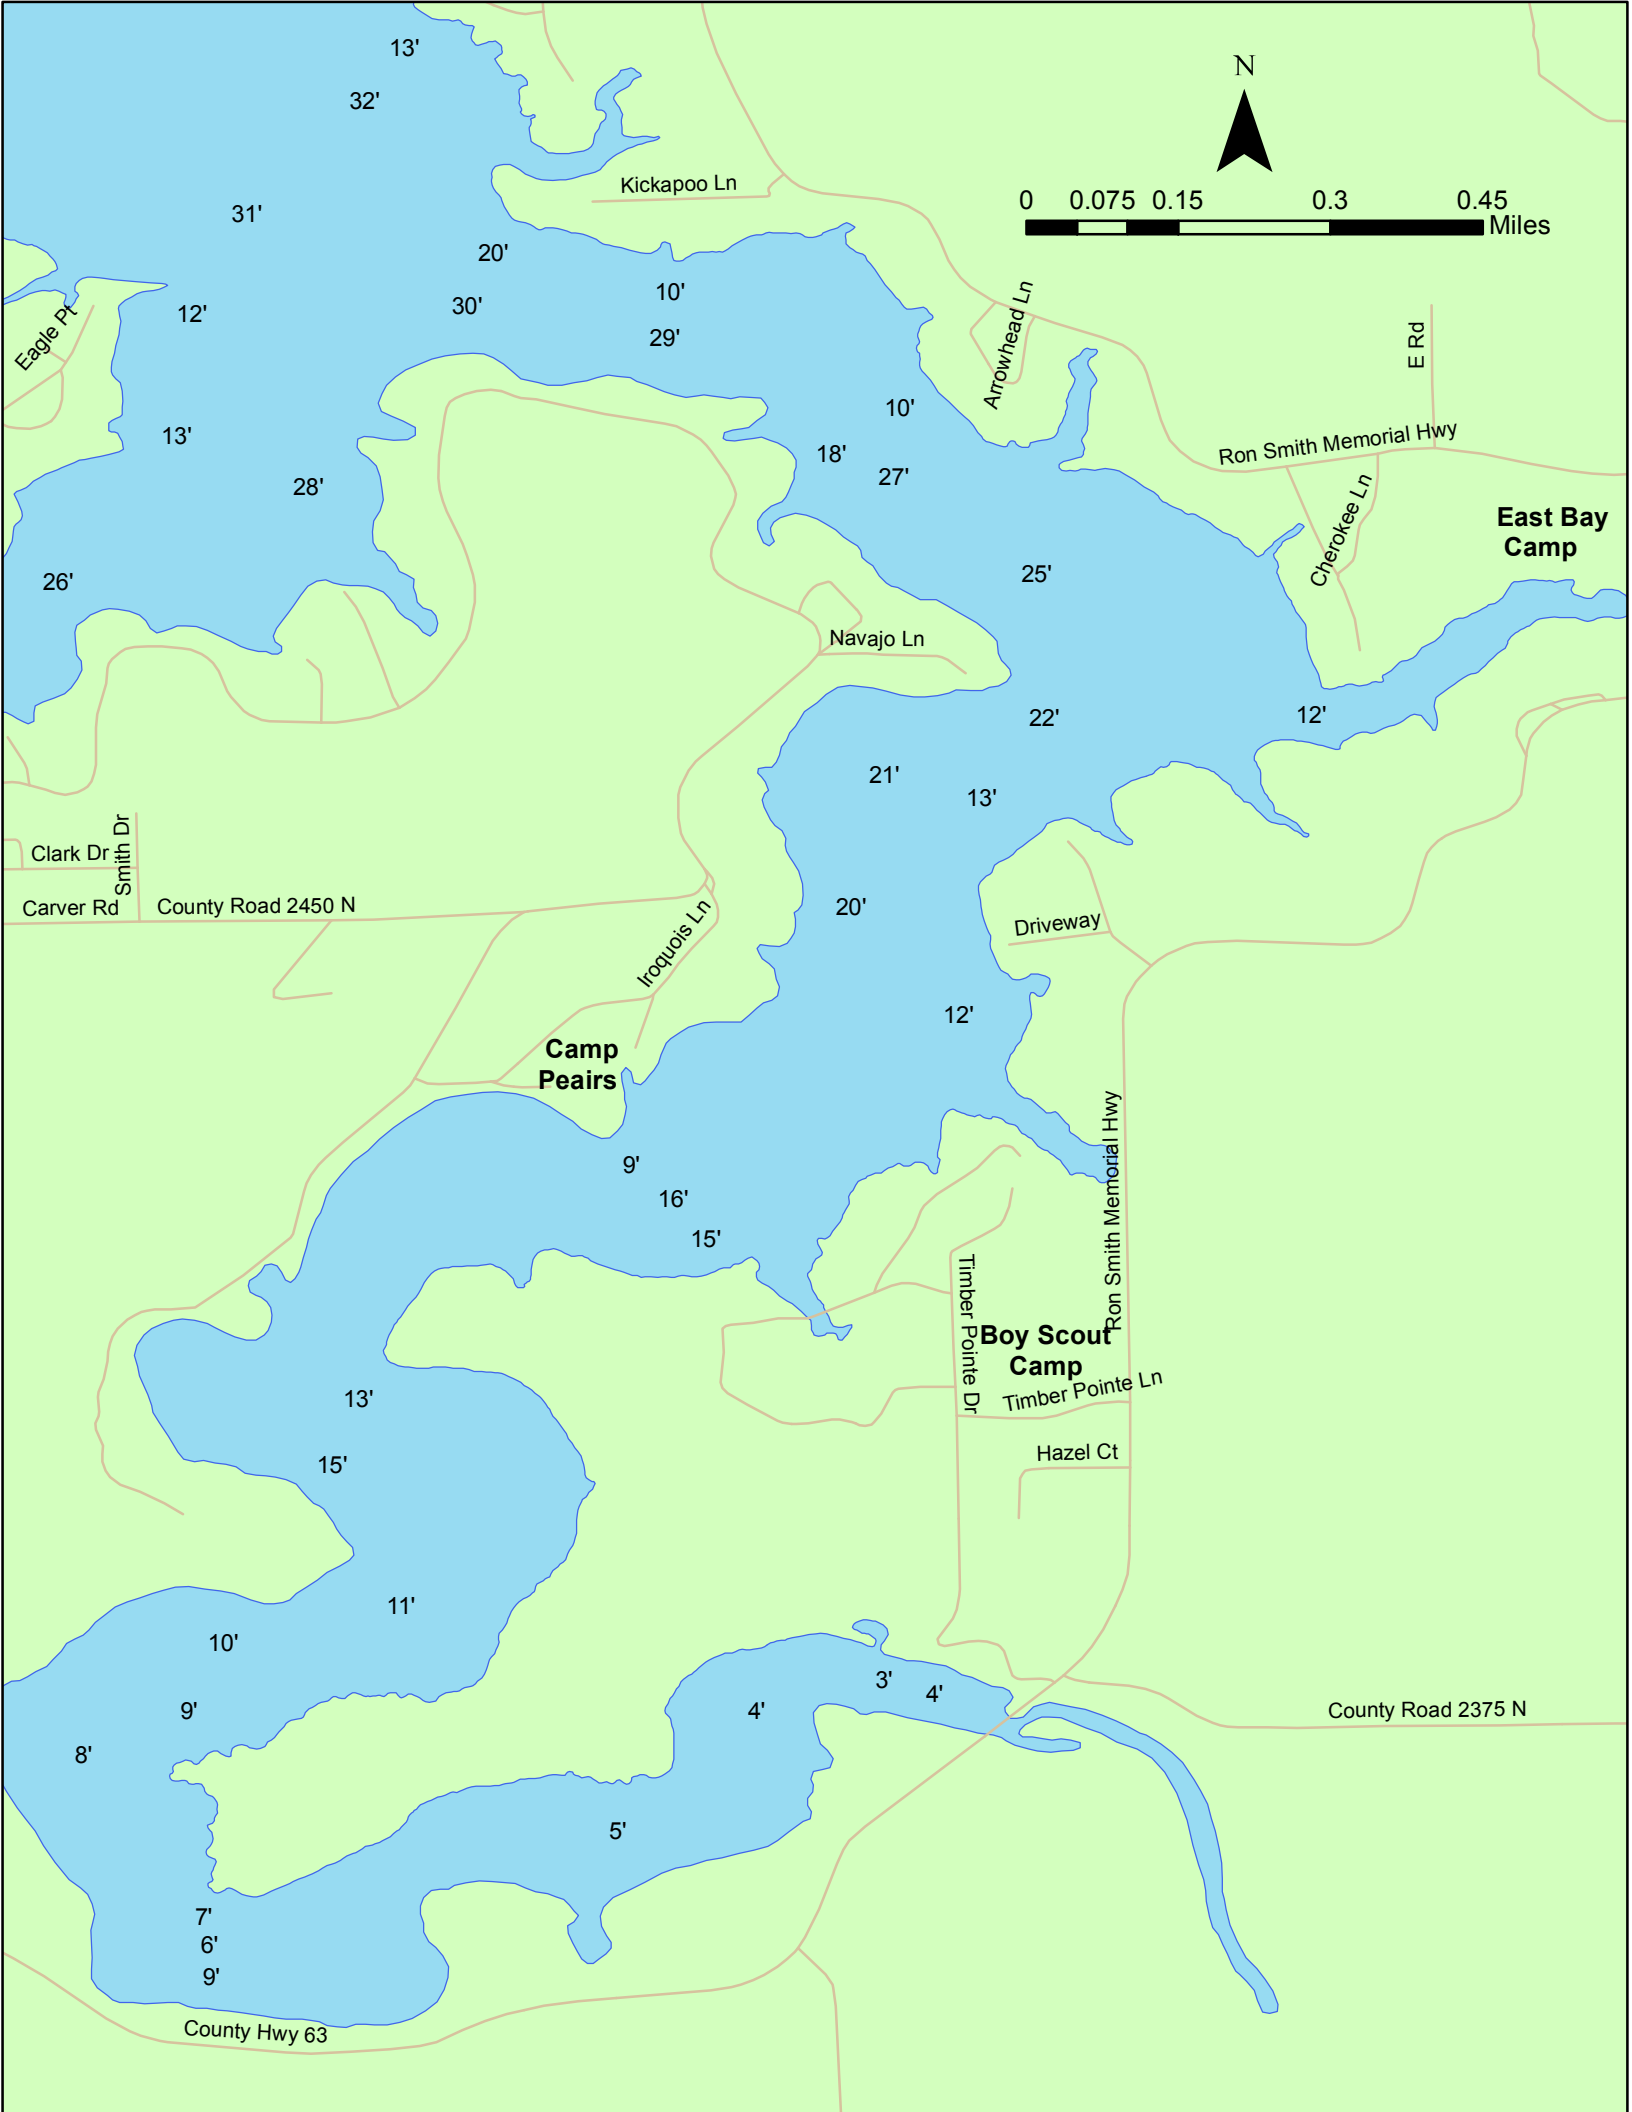 13'
N
32'
Kickapoo Ln
0 0.075 0.15 0.3 0.45
Miles
31'
20'
10'
30'
12'
Eagle Pt
29'
Arrowhead Ln
E Rd
10'
13'
18'
Ron Smith Memorial Hwy
27'
28'
Cherokee Ln
East Bay
Camp
25'
26'
Navajo Ln
22'
12'
21'
13'
Clark Dr
Smith Dr
Carver Rd
County Road 2450 N
20'
Driveway
Iroquois Ln
12'
Camp
Peairs
9'
16'
15'
Ron Smith Memorial Hwy
Timber Pointe Dr
Boy Scout
Camp
Timber Pointe Ln
13'
Hazel Ct
15'
11'
10'
3'
4'
4'
9'
County Road 2375 N
8'
5'
7'
6'
9'
County Hwy 63